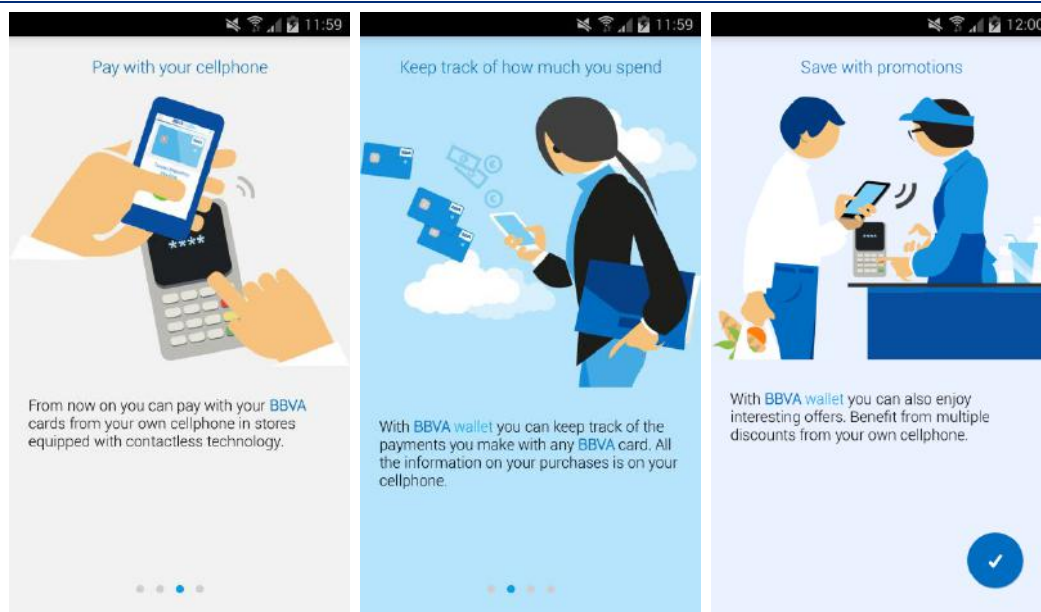 11:59
Pay with your cellphone
BBVA
****
From now on you can pay with your BBVA
cards from your own cellphone in stores
equipped with contactless technology.
11:59
Keep track of how much you spend
With BBVA wallet you can keep track of the
payments you make with any BBVA card. All
the information on your purchases is on your
cellphone.
12:00
Save with promotions
****
With BBVA wallet you can also enjoy
interesting offers. Benefit from multiple
discounts from your own cellphone.